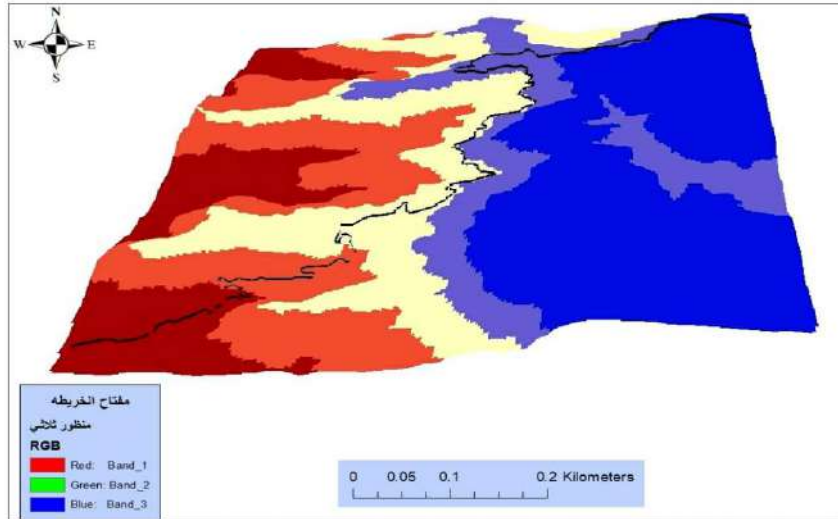 N
W E
S
مفتاح الخريطه
منظور ثلاثي
RGB
Red: Band_1
Green: Band_2
Blue: Band_3
0 0.05 0.1 0.2 Kilometers